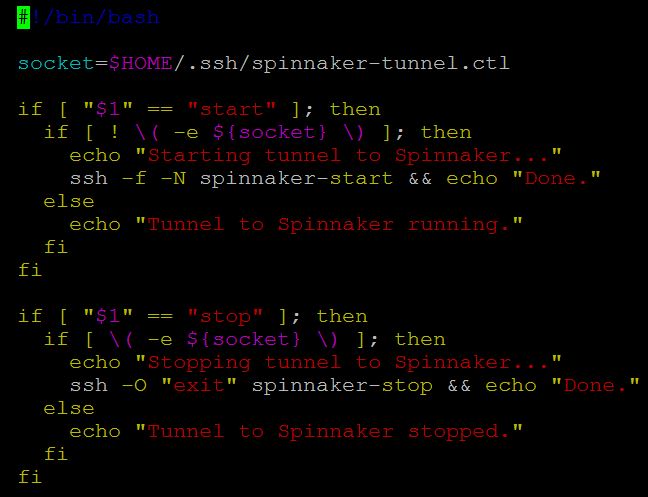 #!/bin/bash

socket=$HOME/.ssh/spinnaker-tunnel.ctl

if [ "$1" == "start" ]; then
  if [ ! \( -e ${socket} \) ]; then
    echo "Starting tunnel to Spinnaker..."
    ssh -f -N spinnaker-start && echo "Done."
  else
    echo "Tunnel to Spinnaker running."
  fi
fi

if [ "$1" == "stop" ]; then
  if [ \( -e ${socket} \) ]; then
    echo "Stopping tunnel to Spinnaker..."
    ssh -O "exit" spinnaker-stop && echo "Done."
  else
    echo "Tunnel to Spinnaker stopped."
  fi
fi